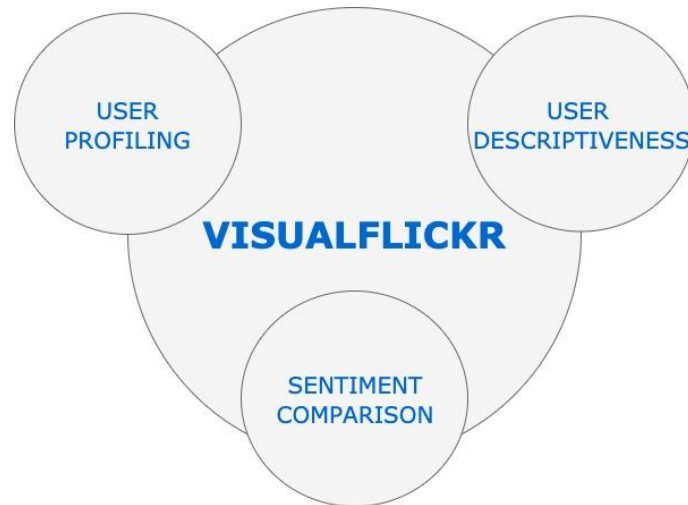 USER
PROFILING
USER
DESCRIPTIVENESS
VISUALFLICKR
SENTIMENT
COMPARISON